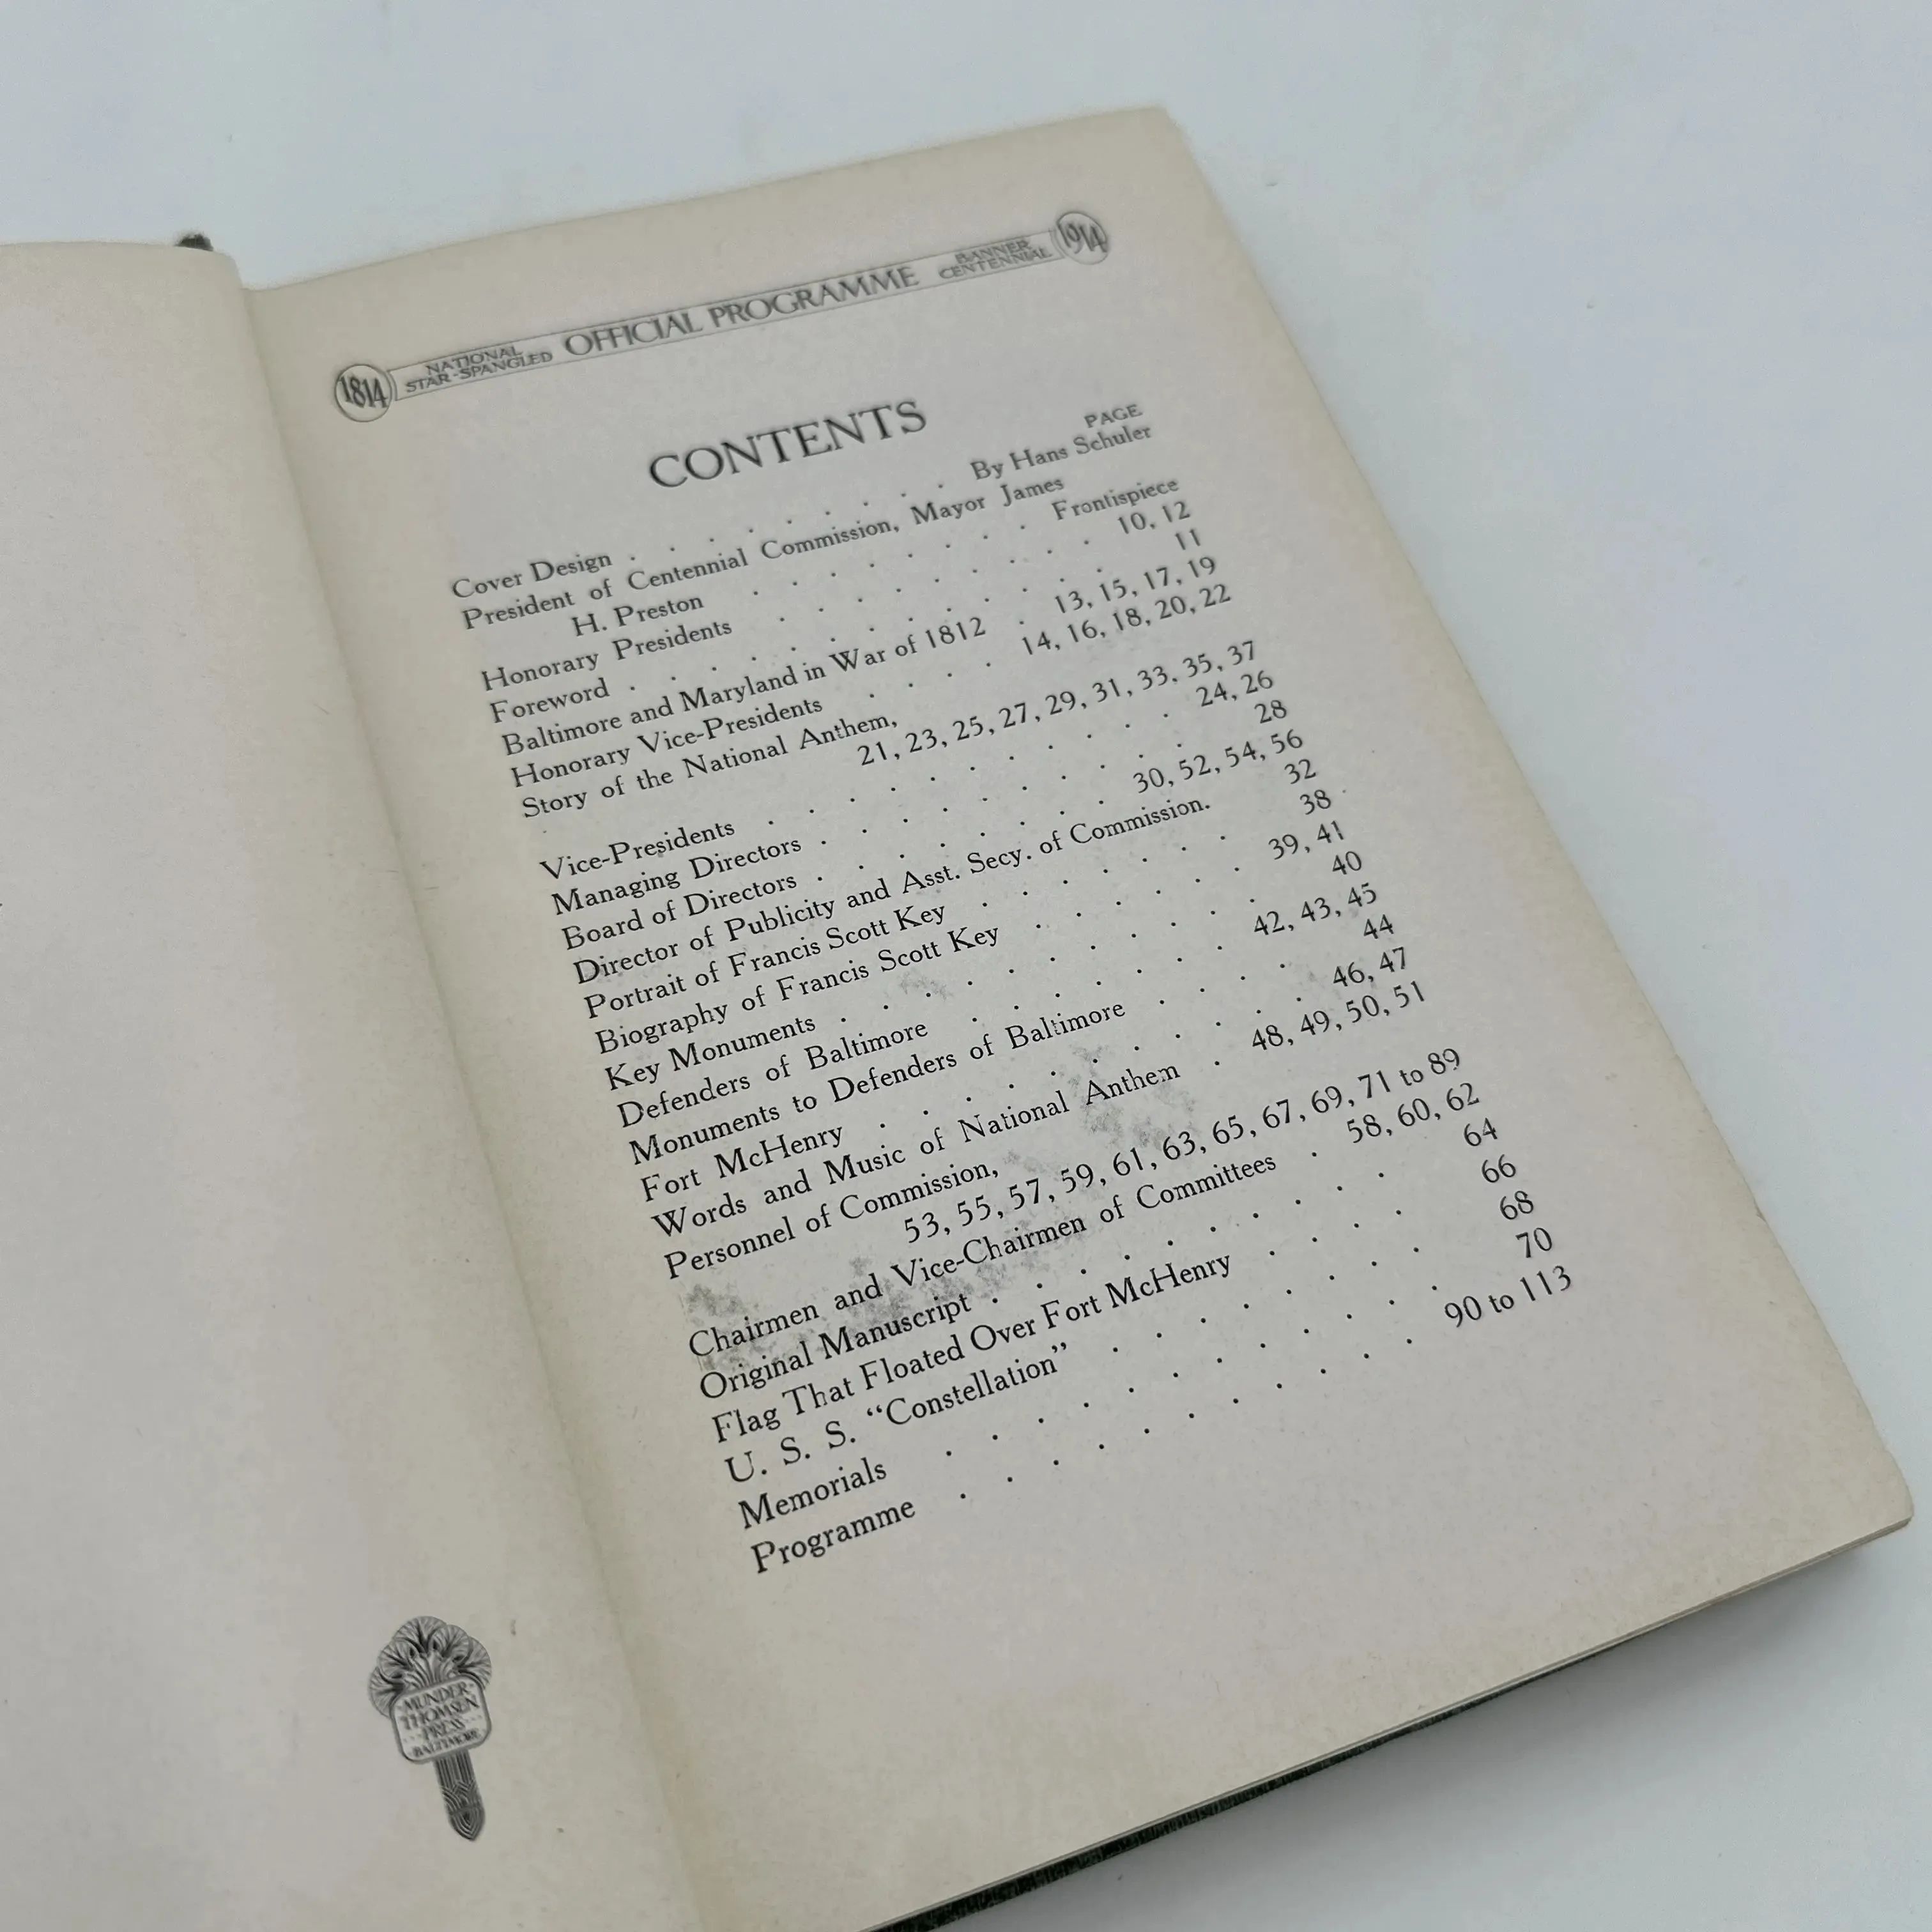 1814 NATIONAL STAR-SPANGLED OFFICIAL PROGRAMME BANNER CENTENNIAL 1914
CONTENTS
PAGE
Cover Design . . . . . . . . . By Hans Schuler
President of Centennial Commission, Mayor James
H. Preston . . . . . . . . Frontispiece
Honorary Presidents . . . . . . . . . 10, 12
Foreword . . . . . . . . . . . . 11
Baltimore and Maryland in War of 1812 . 13, 15, 17, 19
Honorary Vice-Presidents . . . . 14, 16, 18, 20, 22
Story of the National Anthem,
21, 23, 25, 27, 29, 31, 33, 35, 37
Vice-Presidents . . . . . . . . . . . 24, 26
Managing Directors . . . . . . . . . . 28
Board of Directors . . . . . . . . 30, 52, 54, 56
Director of Publicity and Asst. Secy. of Commission. 32
Portrait of Francis Scott Key . . . . . . . 38
Biography of Francis Scott Key . . . . . . 39, 41
Key Monuments . . . . . . . . . . . 40
Defenders of Baltimore . . . . . . . 42, 43, 45
Monuments to Defenders of Baltimore . . . . 44
Fort McHenry . . . . . . . . . . . 46, 47
Words and Music of National Anthem . 48, 49, 50, 51
Personnel of Commission,
53, 55, 57, 59, 61, 63, 65, 67, 69, 71 to 89
Chairmen and Vice-Chairmen of Committees . 58, 60, 62
Original Manuscript . . . . . . . . . . 64
Flag That Floated Over Fort McHenry . . . . 66
U. S. S. “Constellation” . . . . . . . . 68
Memorials . . . . . . . . . . . . 70
Programme . . . . . . . . . . . 90 to 113
MUNDER-
THOMSEN
PRESS
BALTIMORE